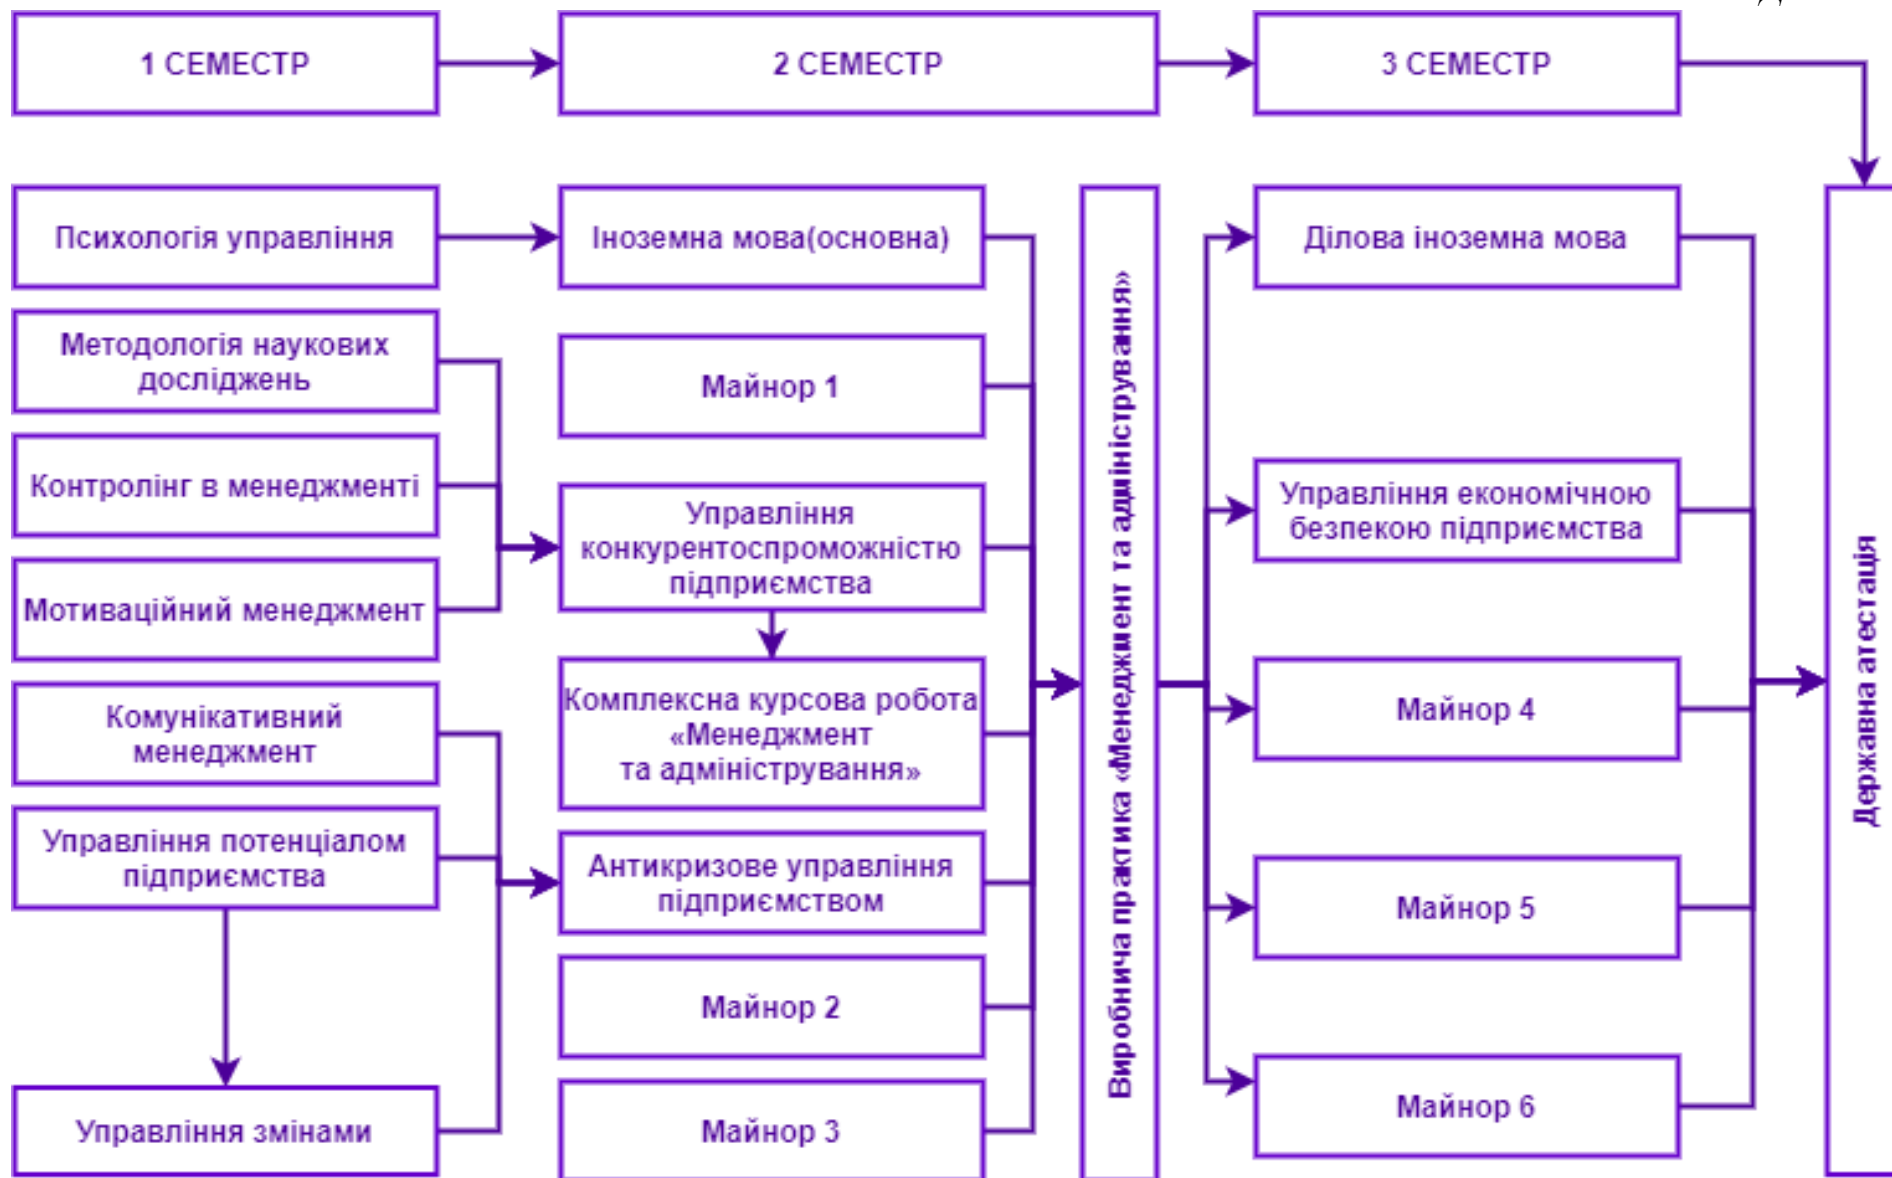 1 СЕМЕСТР
2 СЕМЕСТР
3 СЕМЕСТР
Психологія управління
Методологія наукових
досліджень
Контролінг в менеджменті
Мотиваційний менеджмент
Комунікативний
менеджмент
Управління потенціалом
підприємства
Управління змінами
Іноземна мова(основна)
Майнор 1
Управління
конкурентоспроможністю
підприємства
Комплексна курсова робота
«Менеджмент
та адміністрування»
Антикризове управління
підприємством
Майнор 2
Майнор 3
Виробнича практика «Менеджмент та адміністрування»
Ділова іноземна мова
Управління економічною
безпекою підприємства
Майнор 4
Майнор 5
Майнор 6
Державна атестація